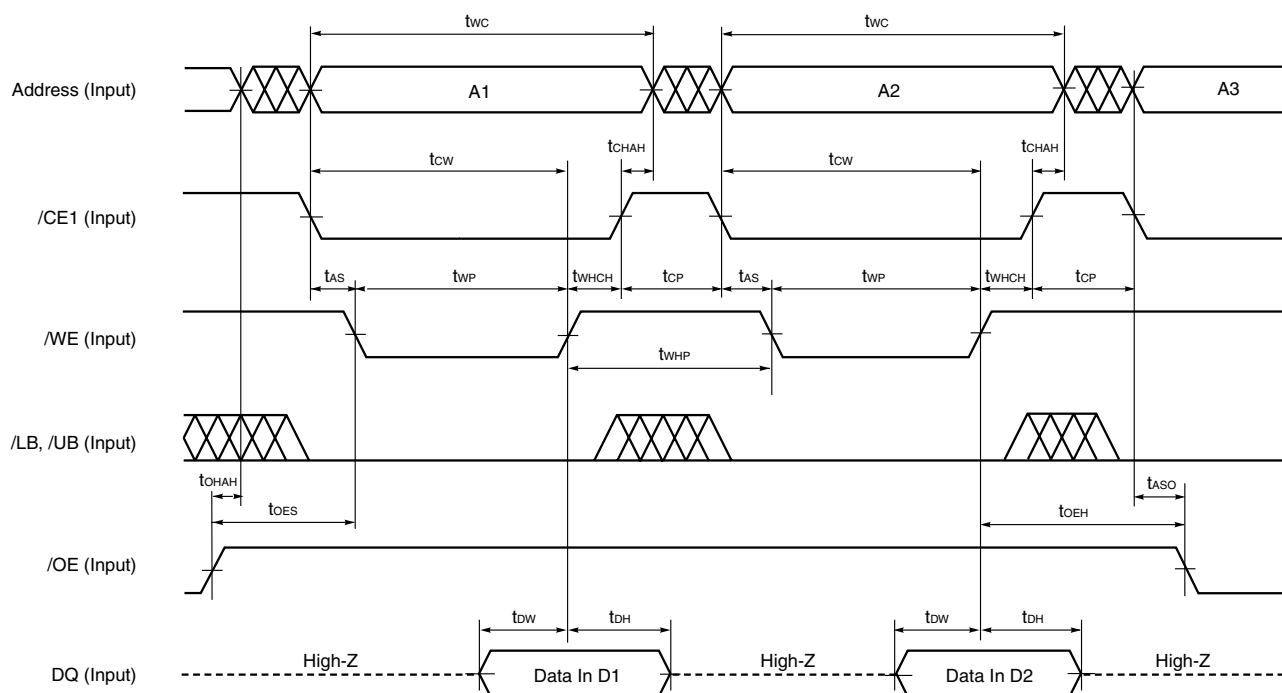 tWC tWC
Address (Input) A1 A2 A3
tCHAH tCHAH
tCW tCW
/CE1 (Input)
tAS tWP tWHCH tCP tAS tWP tWHCH tCP
/WE (Input)
tWHP
/LB, /UB (Input)
tOHAH tASO
tOES tOEH
/OE (Input)
tDW tDH tDW tDH
High-Z High-Z High-Z
DQ (Input) Data In D1 Data In D2